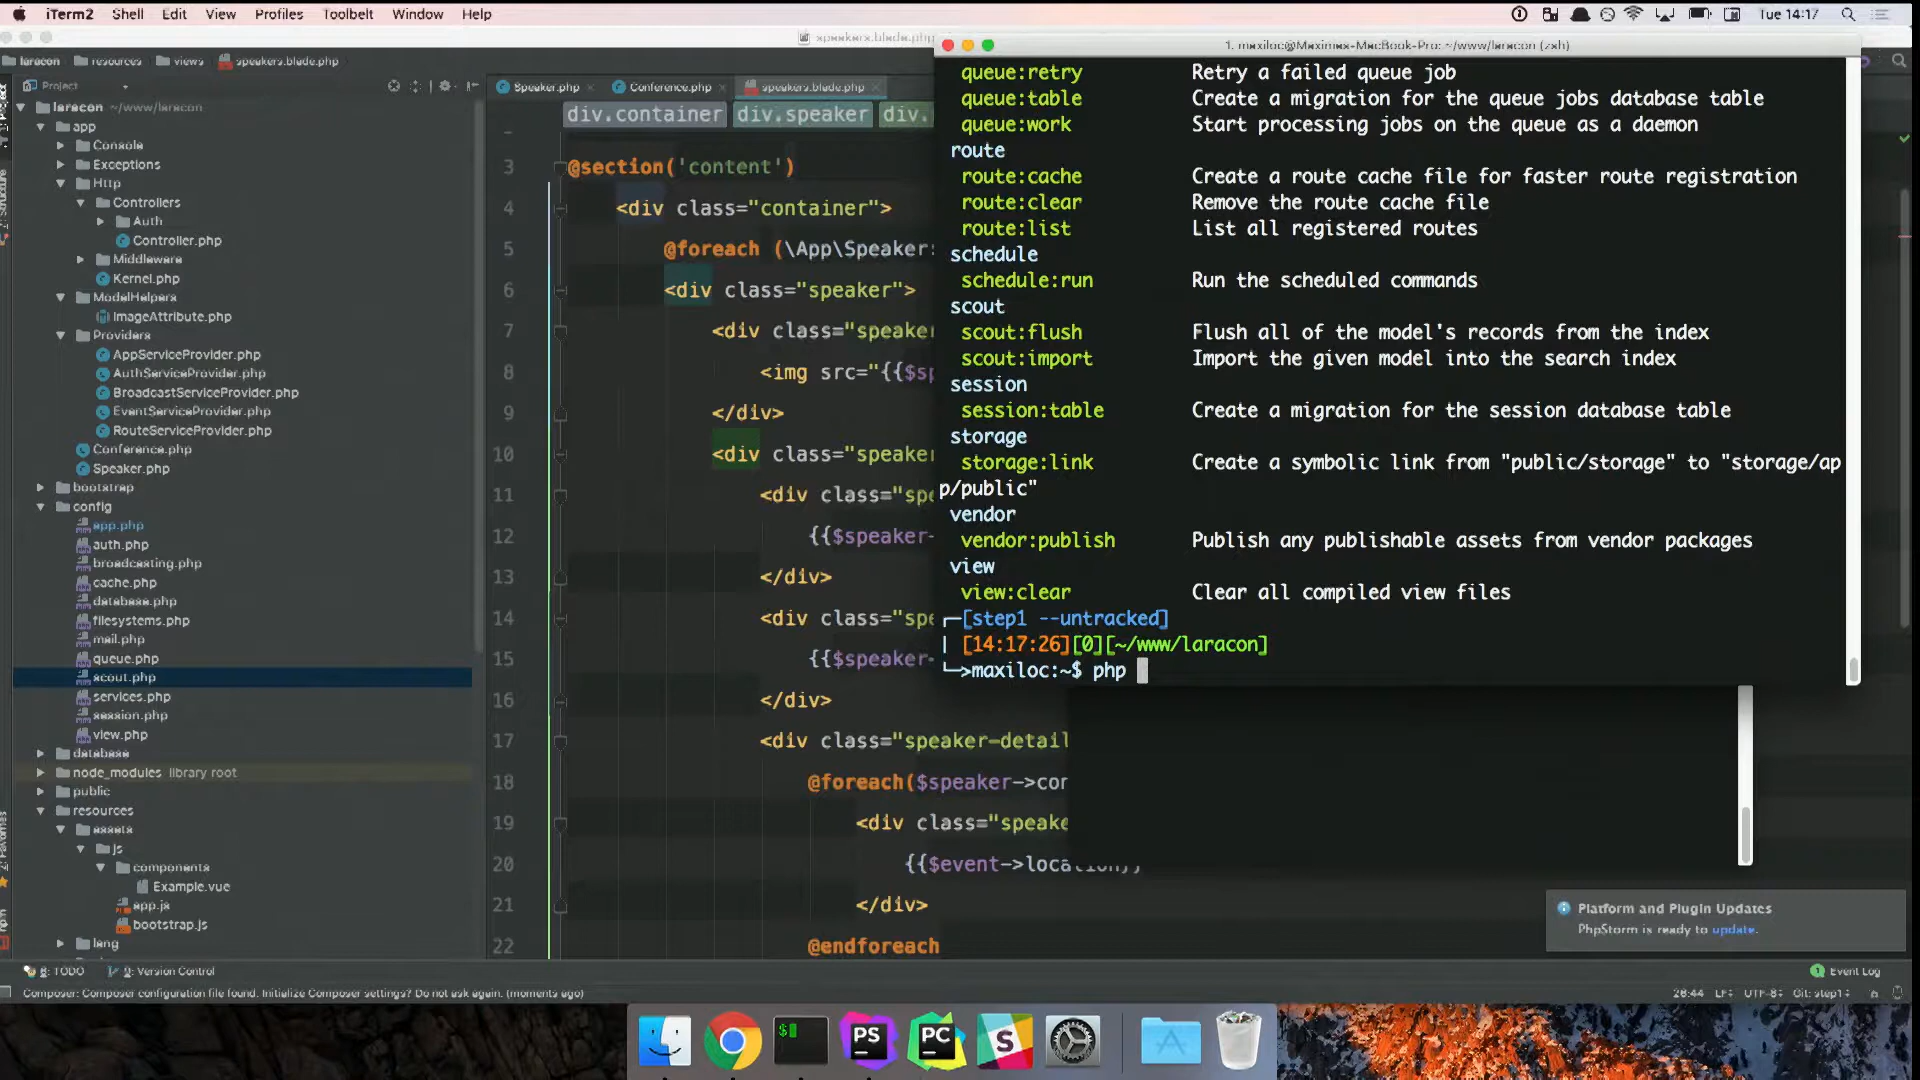 iTerm2 Shell Edit View Profiles Toolbelt Window Help
Tue 14:17
speakers.blade.php
1. maxiloc@Maximes-MacBook-Pro: ~/www/laracon (zsh)
laracon resources views speakers.blade.php
Project
Speaker.php Conference.php speakers.blade.php
div.container div.speaker div.
laracon ~/www/laracon
app
Console
Exceptions
Http
Controllers
Auth
Controller.php
Middleware
Kernel.php
ModelHelpers
ImageAttribute.php
Providers
AppServiceProvider.php
AuthServiceProvider.php
BroadcastServiceProvider.php
EventServiceProvider.php
RouteServiceProvider.php
Conference.php
Speaker.php
bootstrap
config
app.php
auth.php
broadcasting.php
cache.php
database.php
filesystems.php
mail.php
queue.php
scout.php
services.php
session.php
view.php
database
node_modules library root
public
resources
assets
js
components
Example.vue
app.js
bootstrap.js
lang
3 @section('content')
4 <div class="container">
5 @foreach (\App\Speaker:
6 <div class="speaker">
7 <div class="speaker
8 <img src="{{$sp
9 </div>
10 <div class="speaker
11 <div class="spe
12 {{$speaker-
13 </div>
14 <div class="spe
15 {{$speaker-
16 </div>
17 <div class="speaker-detail
18 @foreach($speaker->con
19 <div class="speake
20 {{$event->location}}
21 </div>
22 @endforeach
queue:retry Retry a failed queue job
queue:table Create a migration for the queue jobs database table
queue:work Start processing jobs on the queue as a daemon
route
route:cache Create a route cache file for faster route registration
route:clear Remove the route cache file
route:list List all registered routes
schedule
schedule:run Run the scheduled commands
scout
scout:flush Flush all of the model's records from the index
scout:import Import the given model into the search index
session
session:table Create a migration for the session database table
storage
storage:link Create a symbolic link from "public/storage" to "storage/ap
p/public"
vendor
vendor:publish Publish any publishable assets from vendor packages
view
view:clear Clear all compiled view files
┌─[step1 --untracked]
| [14:17:26][0][~/www/laracon]
└─>maxiloc:~$ php
Platform and Plugin Updates
PhpStorm is ready to update.
6: TODO 9: Version Control
1 Event Log
Composer: Composer configuration file found. Initialize Composer settings? Do not ask again. (moments ago)
26:44 LF÷ UTF-8÷ Git: step1÷
$
PS
PC
S